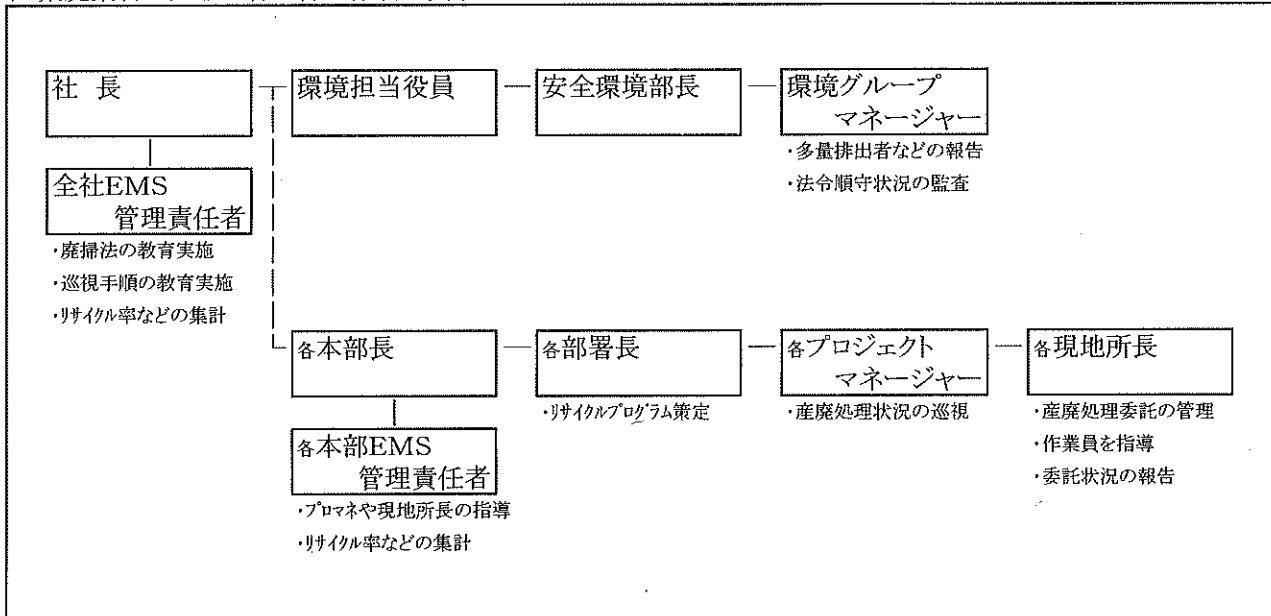 社 長
環境担当役員
安全環境部長
環境グループ
マネージャー
・多量排出者などの報告
・法令順守状況の監査
全社EMS
管理責任者
・廃掃法の教育実施
・巡視手順の教育実施
・リサイクル率などの集計
各本部長
各部署長
・リサイクルプログラム策定
各プロジェクト
マネージャー
・産廃処理状況の巡視
各現地所長
・産廃処理委託の管理
・作業員を指導
・委託状況の報告
各本部EMS
管理責任者
・プロマネや現地所長の指導
・リサイクル率などの集計